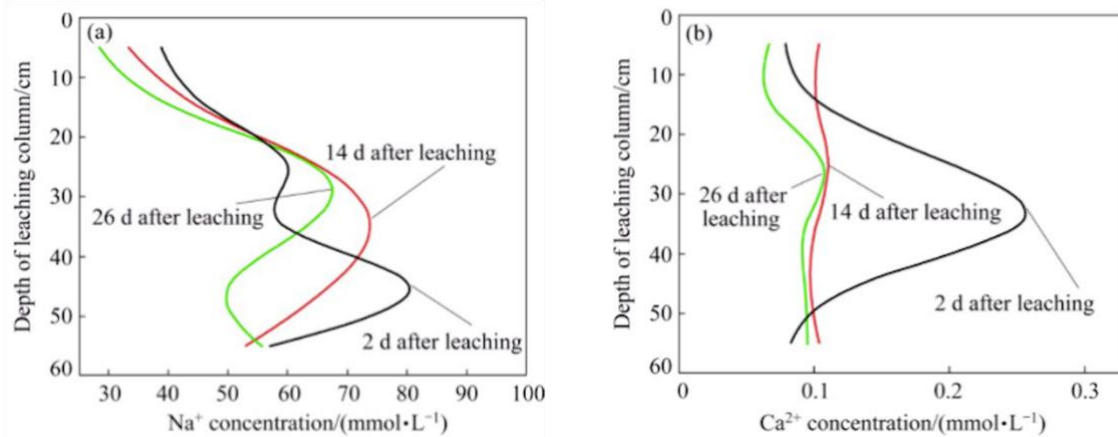 (a)
0
10
20
30
40
50
60
Depth of leaching column/cm
14 d after leaching
26 d after leaching
2 d after leaching
30 40 50 60 70 80 90 100
Na⁺ concentration/(mmol·L⁻¹)
(b)
0
10
20
30
40
50
60
Depth of leaching column/cm
26 d after
leaching
14 d after leaching
2 d after leaching
0 0.1 0.2 0.3
Ca²⁺ concentration/(mmol·L⁻¹)